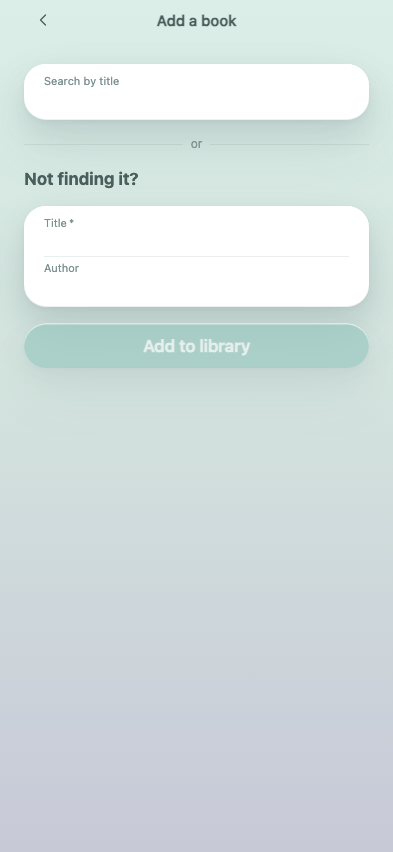 Add a book
Search by title
or
Not finding it?
Title *
Author
Add to library